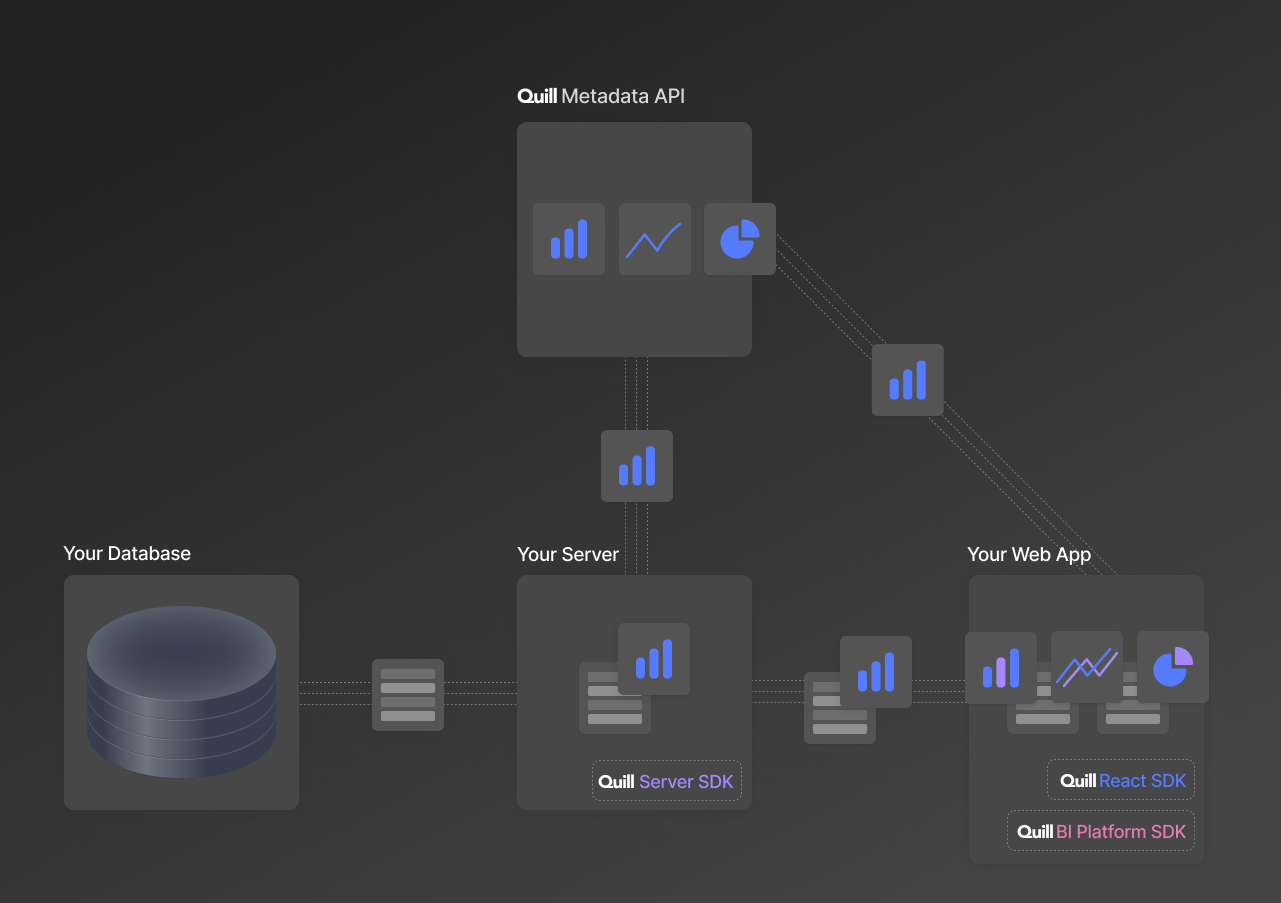 Quill Metadata API
Your Database
Your Server
Your Web App
Quill Server SDK
Quill React SDK
Quill BI Platform SDK